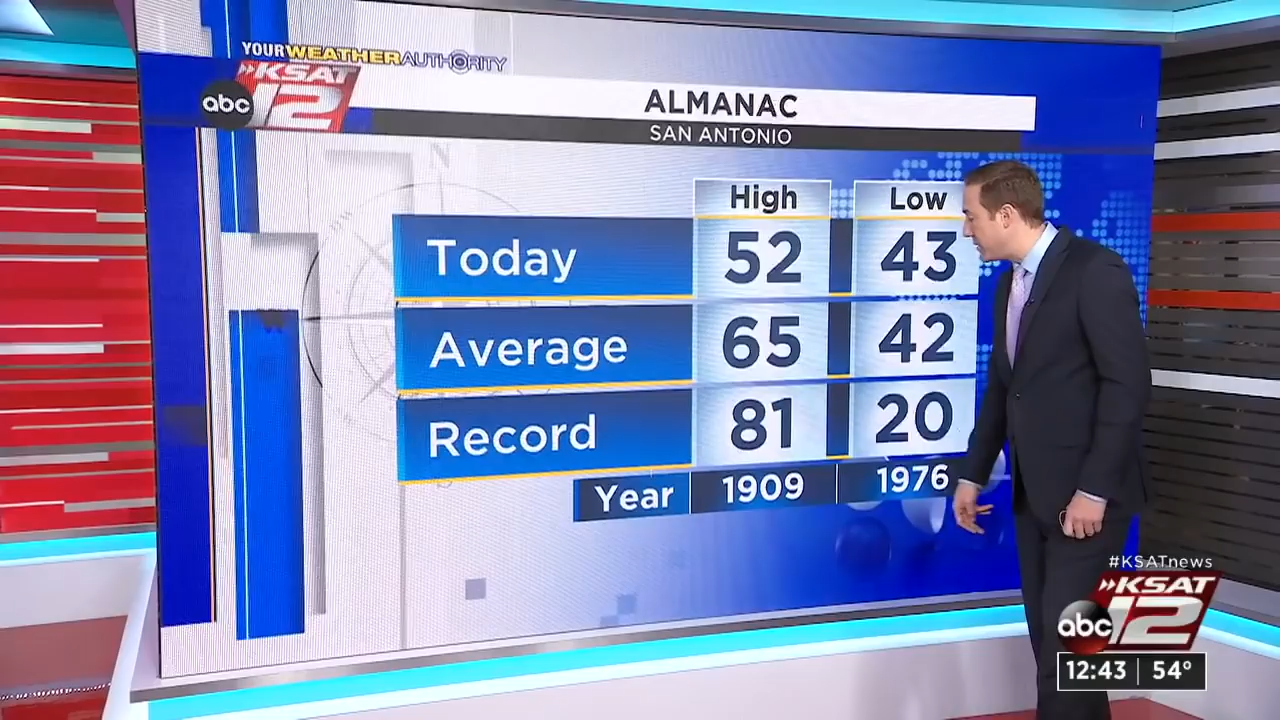 YOUR WEATHER AUTHORITY
abc »KSAT 12
ALMANAC
SAN ANTONIO
N
High Low
Today 52 43
Average 65 42
Record 81 20
S
Year 1909 1976
#KSATnews
»KSAT
abc 12
12:43 54°